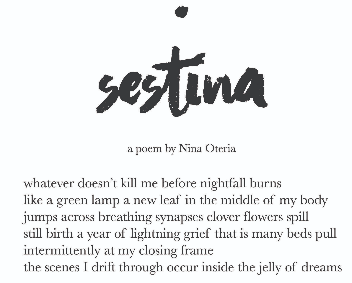 sestina
a poem by Nina Oteria
whatever doesn't kill me before nightfall burns
like a green lamp a new leaf in the middle of my body
jumps across breathing synapses clover flowers spill
still birth a year of lightning grief that is many beds pull
intermittently at my closing frame
the scenes I drift through occur inside the jelly of dreams